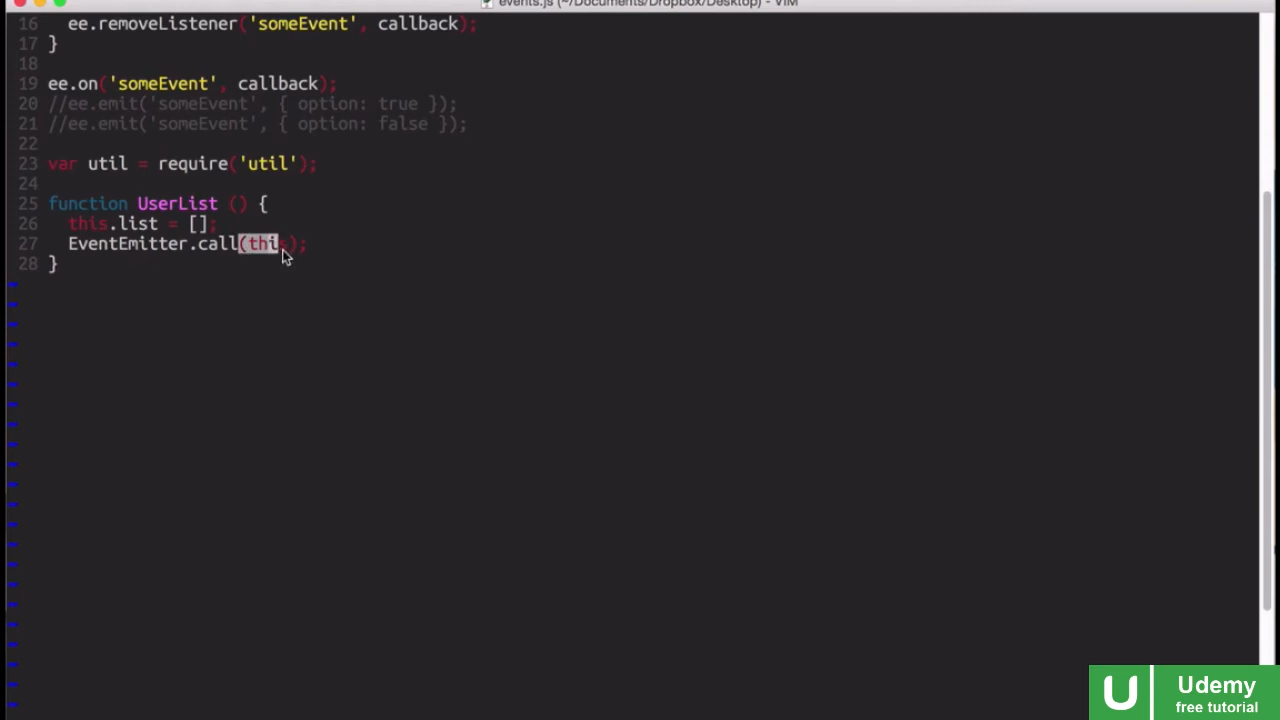 events.js (~/Documents/Dropbox/Desktop) - VIM
16 ee.removeListener('someEvent', callback);
17 }
18
19 ee.on('someEvent', callback);
20 //ee.emit('someEvent', { option: true });
21 //ee.emit('someEvent', { option: false });
22
23 var util = require('util');
24
25 function UserList () {
26 this.list = [];
27 EventEmitter.call(this);
28 }
Udemy
free tutorial